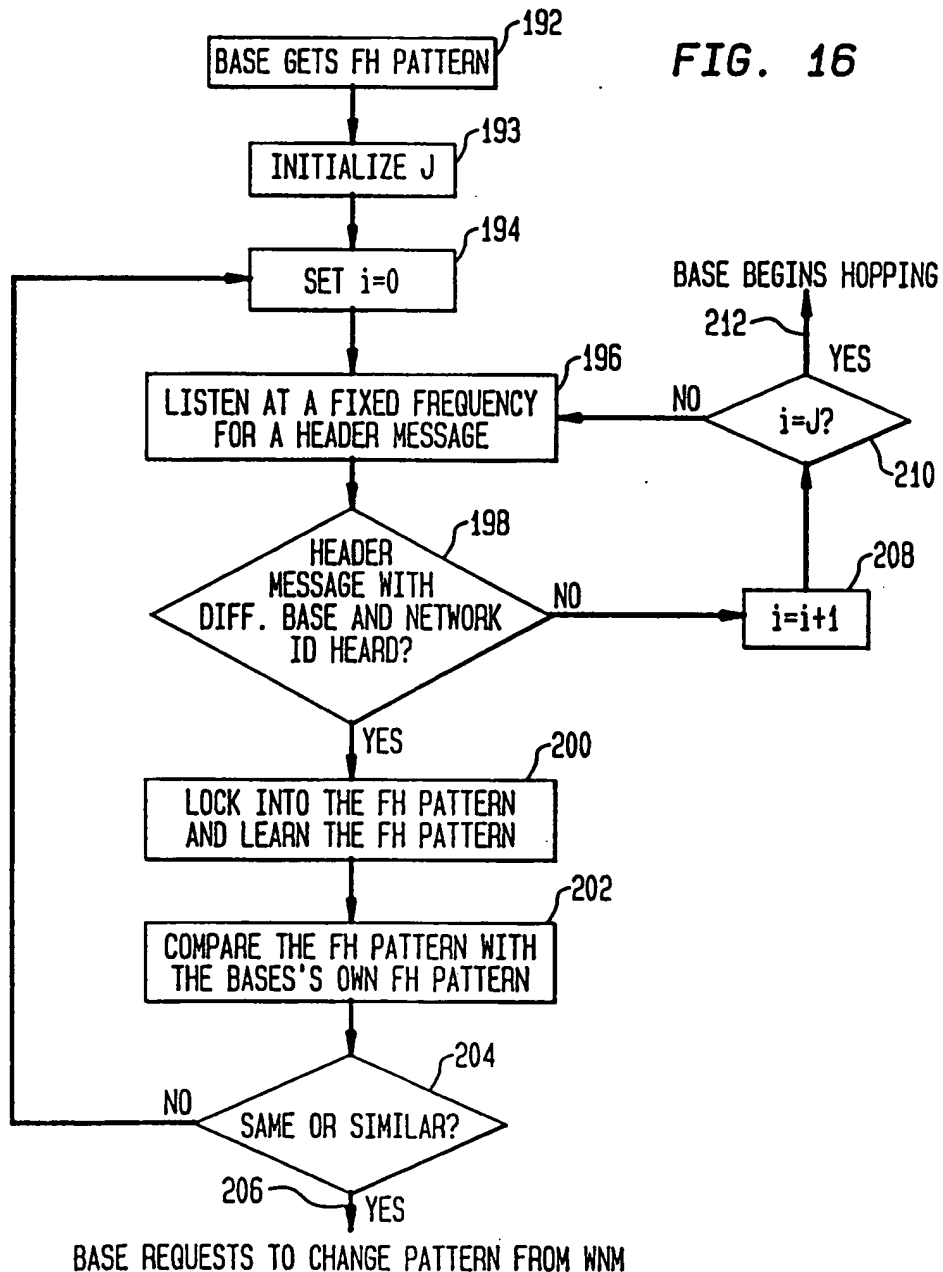 192
BASE GETS FH PATTERN
FIG. 16
193
INITIALIZE J
194
SET i=0
BASE BEGINS HOPPING
212
YES
196
LISTEN AT A FIXED FREQUENCY
FOR A HEADER MESSAGE
NO
i=J?
210
198
HEADER
MESSAGE WITH
DIFF. BASE AND NETWORK
ID HEARD?
NO
208
i=i+1
YES
200
LOCK INTO THE FH PATTERN
AND LEARN THE FH PATTERN
202
COMPARE THE FH PATTERN WITH
THE BASES'S OWN FH PATTERN
204
NO
SAME OR SIMILAR?
206
YES
BASE REQUESTS TO CHANGE PATTERN FROM WNM